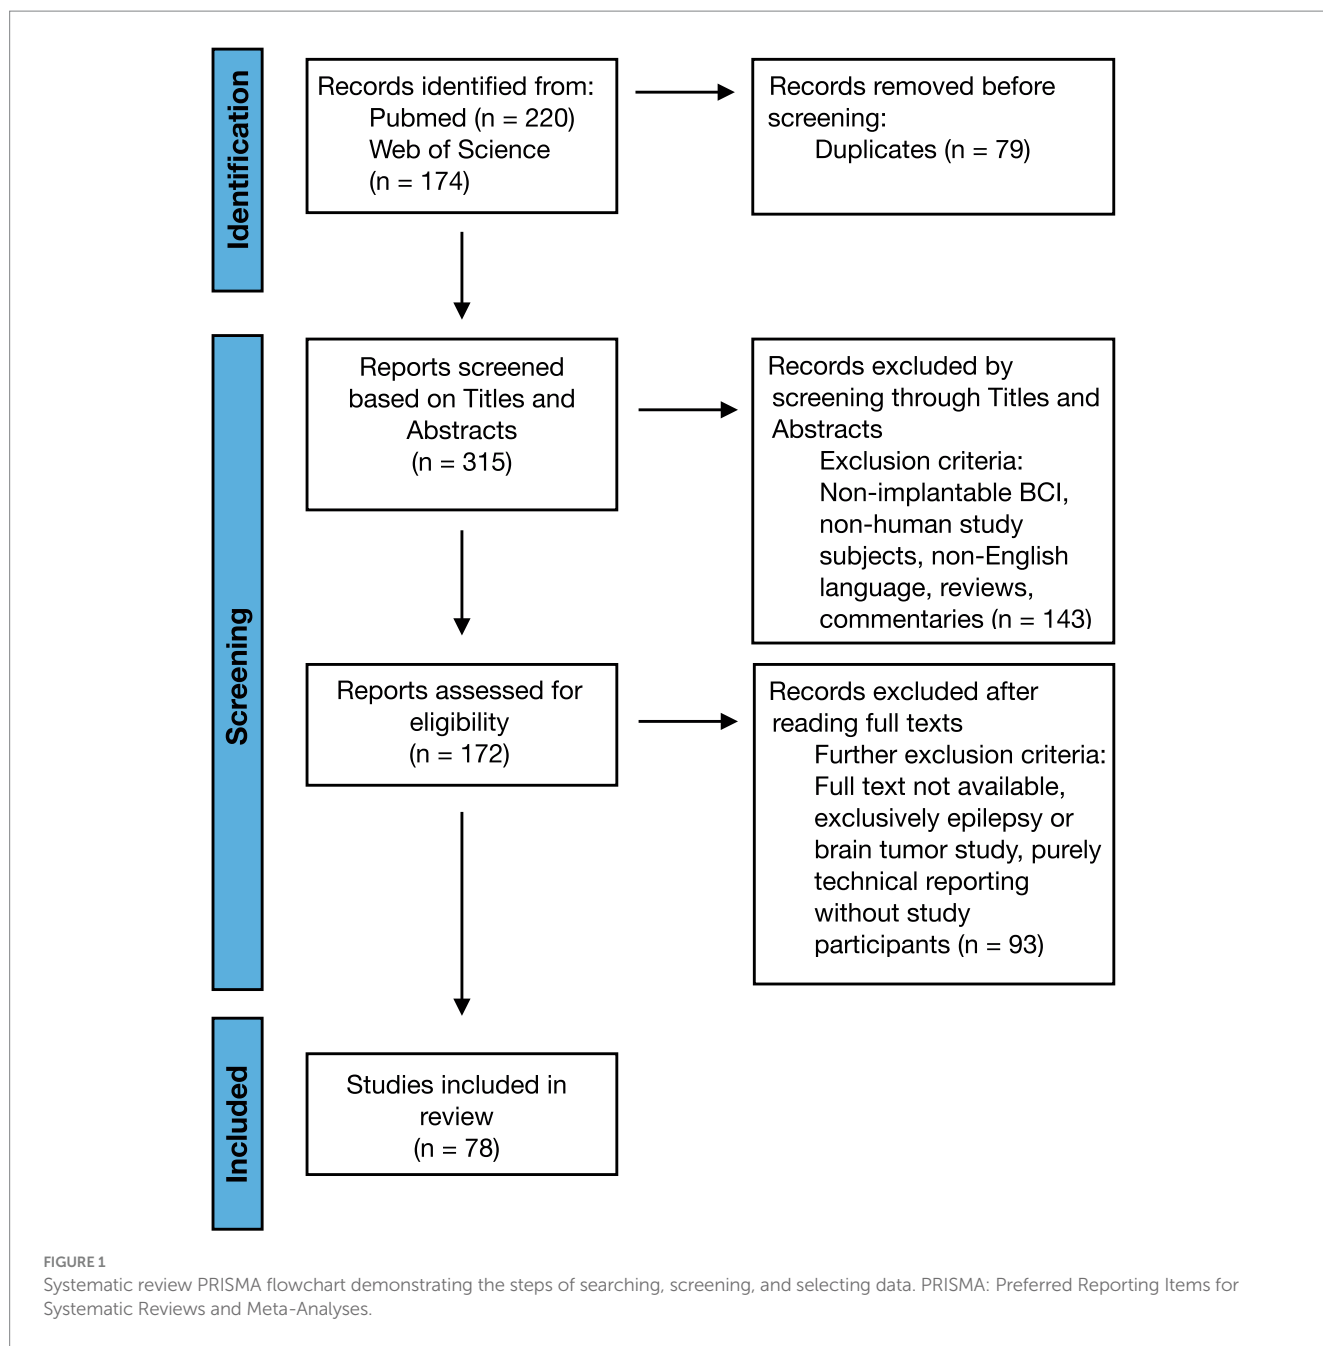 Identification
Records identified from:
Pubmed (n = 220)
Web of Science
(n = 174)
Records removed before
screening:
Duplicates (n = 79)
Screening
Reports screened
based on Titles and
Abstracts
(n = 315)
Records excluded by
screening through Titles and
Abstracts
Exclusion criteria:
Non-implantable BCI,
non-human study
subjects, non-English
language, reviews,
commentaries (n = 143)
Reports assessed for
eligibility
(n = 172)
Records excluded after
reading full texts
Further exclusion criteria:
Full text not available,
exclusively epilepsy or
brain tumor study, purely
technical reporting
without study
participants (n = 93)
Included
Studies included in
review
(n = 78)
FIGURE 1
Systematic review PRISMA flowchart demonstrating the steps of searching, screening, and selecting data. PRISMA: Preferred Reporting Items for
Systematic Reviews and Meta-Analyses.